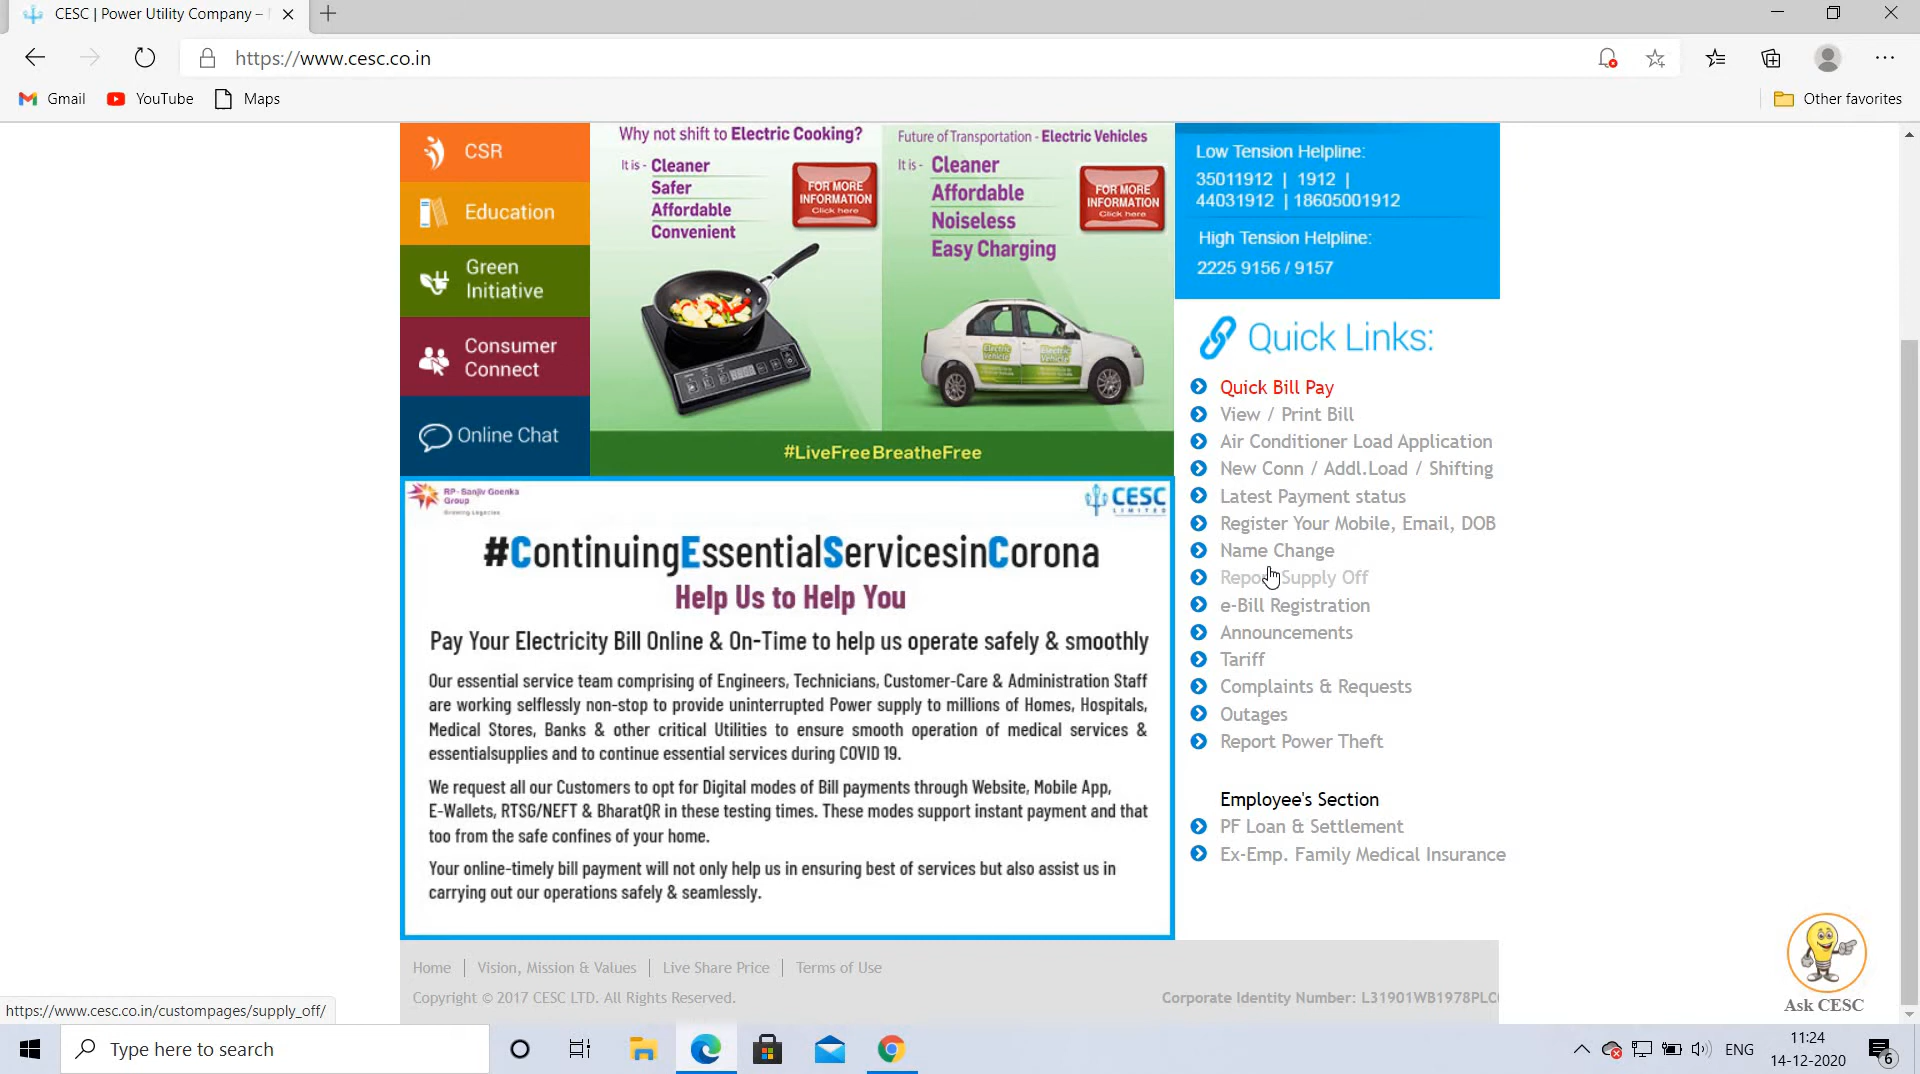 CESC | Power Utility Company –
https://www.cesc.co.in
Gmail
YouTube
Maps
Other favorites
CSR
Education
Green
Initiative
Consumer
Connect
Online Chat
Why not shift to Electric Cooking?
It is - Cleaner
Safer
Affordable
Convenient
FOR MORE
INFORMATION
Click here
Future of Transportation - Electric Vehicles
It is - Cleaner
Affordable
Noiseless
Easy Charging
FOR MORE
INFORMATION
Click here
Electric
Vehicle
Electric
Vehicle
#LiveFreeBreatheFree
Low Tension Helpline:
35011912 | 1912 |
44031912 | 18605001912
High Tension Helpline:
2225 9156 / 9157
Quick Links:
Quick Bill Pay
View / Print Bill
Air Conditioner Load Application
New Conn / Addl.Load / Shifting
Latest Payment status
Register Your Mobile, Email, DOB
Name Change
Report Supply Off
e-Bill Registration
Announcements
Tariff
Complaints & Requests
Outages
Report Power Theft
Employee's Section
PF Loan & Settlement
Ex-Emp. Family Medical Insurance
RP-Sanjiv Goenka
Group
Growing Legacies
CESC
LIMITED
#ContinuingEssentialServicesinCorona
Help Us to Help You
Pay Your Electricity Bill Online & On-Time to help us operate safely & smoothly
Our essential service team comprising of Engineers, Technicians, Customer-Care & Administration Staff
are working selflessly non-stop to provide uninterrupted Power supply to millions of Homes, Hospitals,
Medical Stores, Banks & other critical Utilities to ensure smooth operation of medical services &
essentialsupplies and to continue essential services during COVID 19.
We request all our Customers to opt for Digital modes of Bill payments through Website, Mobile App,
E-Wallets, RTSG/NEFT & BharatQR in these testing times. These modes support instant payment and that
too from the safe confines of your home.
Your online-timely bill payment will not only help us in ensuring best of services but also assist us in
carrying out our operations safely & seamlessly.
Home | Vision, Mission & Values | Live Share Price | Terms of Use
Copyright © 2017 CESC LTD. All Rights Reserved.
Corporate Identity Number: L31901WB1978PLC
Ask CESC
https://www.cesc.co.in/custompages/supply_off/
Type here to search
ENG
11:24
14-12-2020
6